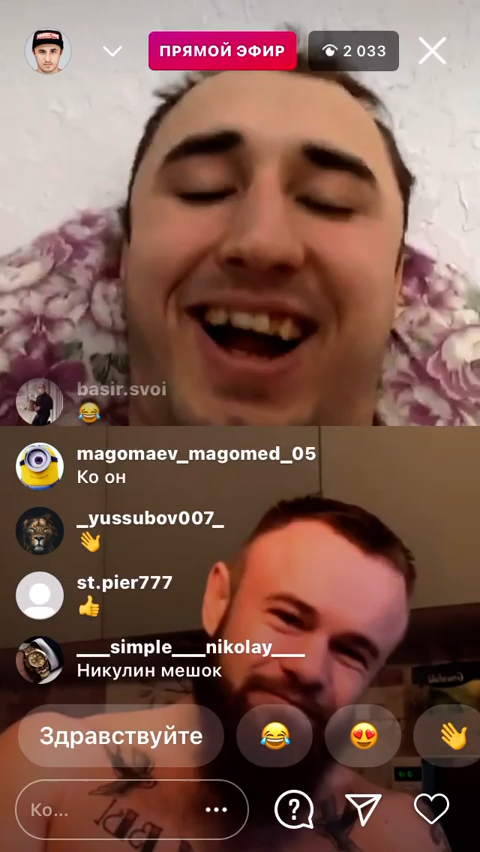 ПРЯМОЙ ЭФИР
2 033
basir.svoi
magomaev_magomed_05
Ко он
_yussubov007_
st.pier777
___simple___nikolay___
Никулин мешок
Здравствуйте
Ко...